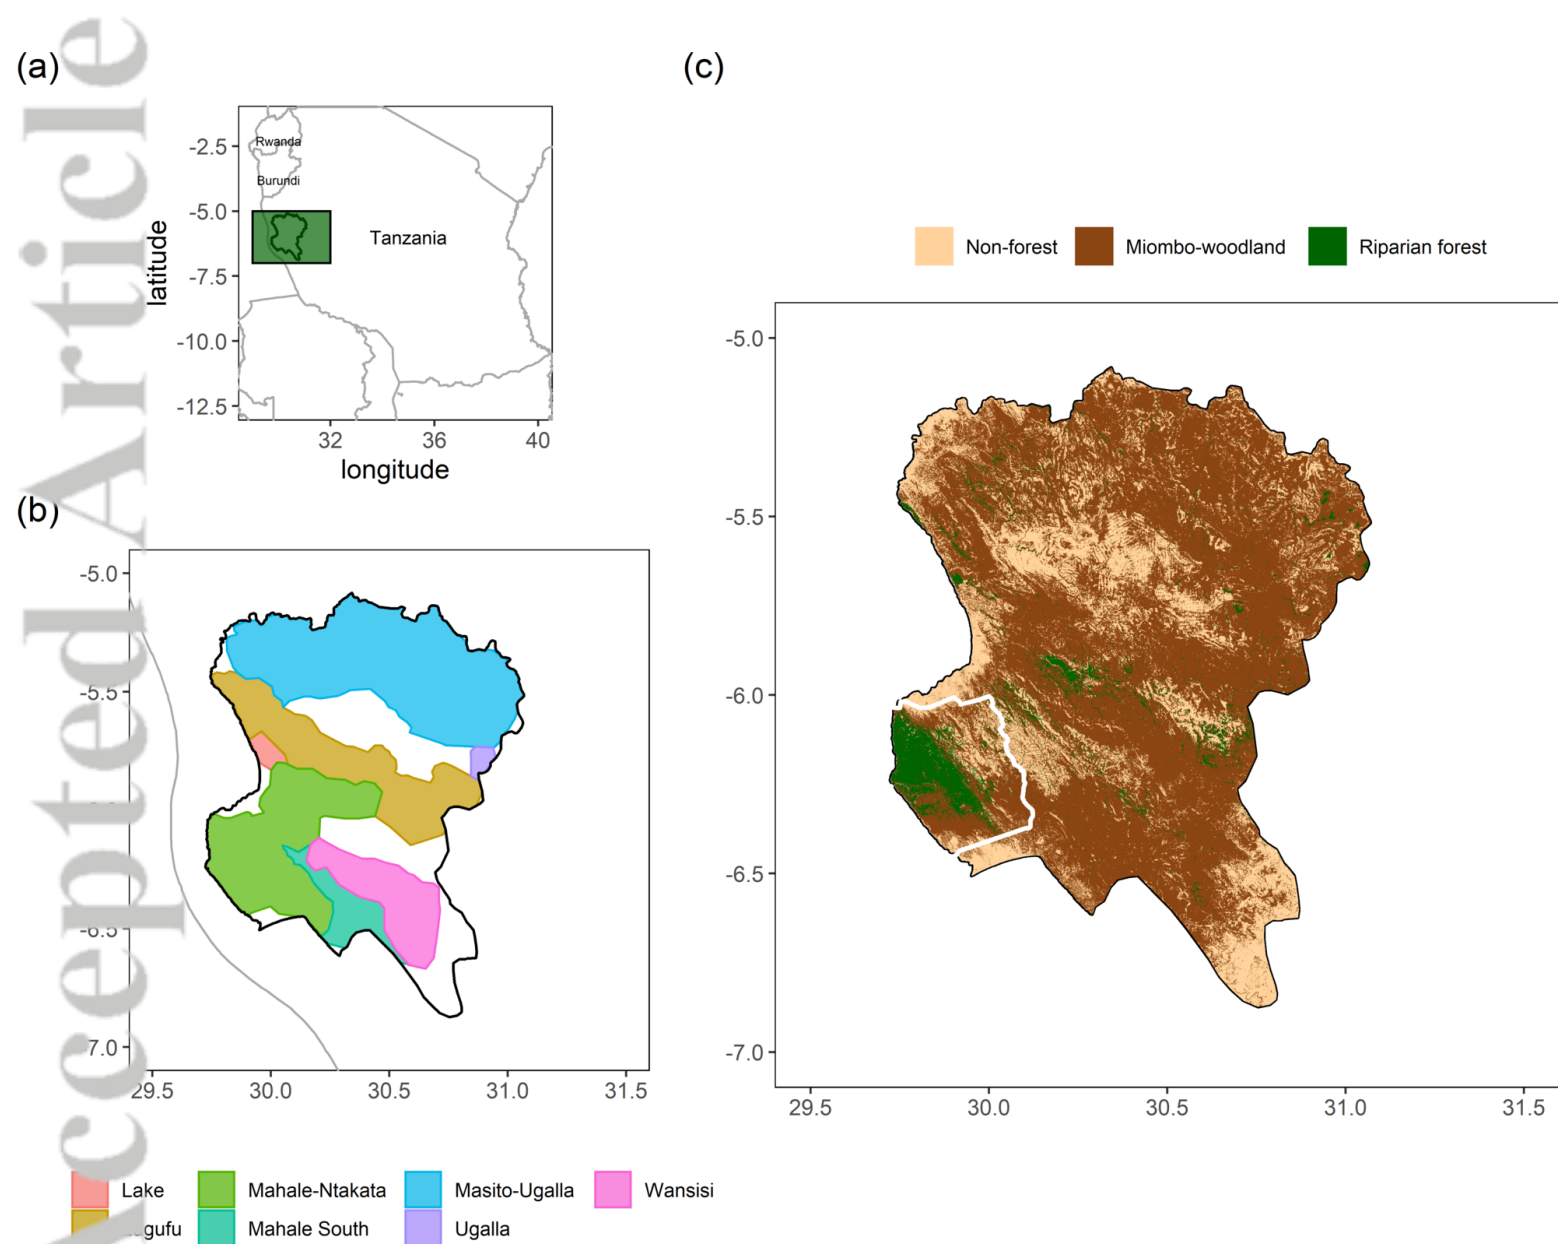 Accepted Article
(a)
-2.5
-5.0
-7.5
-10.0
-12.5
latitude
Rwanda
Burundi
Tanzania
32 36 40
longitude
(b)
-5.0
-5.5
-6.5
7.0
29.5 30.0 30.5 31.0 31.5
Lake Mahale-Ntakata Masito-Ugalla Wansisi
gufu Mahale South Ugalla
(c)
Non-forest Miombo-woodland Riparian forest
-5.0
-5.5
-6.0
-6.5
-7.0
29.5 30.0 30.5 31.0 31.5